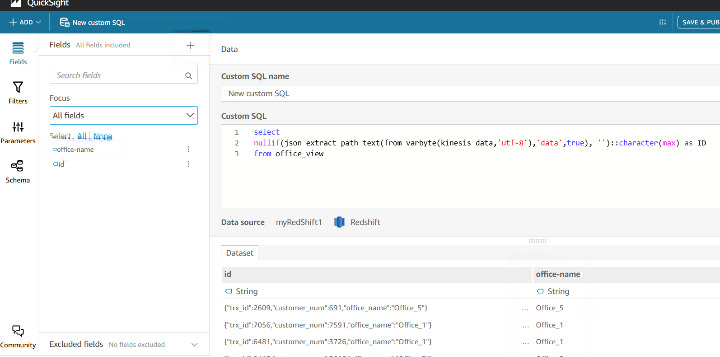 QuickSight
ADD
New custom SQL
SAVE & PUB
Fields
Filters
Parameters
Schema
Community
Fields All fields included
Search fields
Focus
All fields
Select All None
office-name
id
Excluded fields No fields excluded
Data
Custom SQL name
New custom SQL
Custom SQL
1 select
2 nullif(json_extract_path_text(from_varbyte(kinesis_data,'utf-8'),'data',true), '')::character(max) as ID
3 from office_view
Data source myRedShift1 Redshift
Dataset
id office-name
String String
{"trx_id":2609,"customer_num":691,"office_name":"Office_5"} ... Office_5
{"trx_id":7056,"customer_num":7591,"office_name":"Office_1"} ... Office_1
{"trx_id":6481,"customer_num":3726,"office_name":"Office_1"} ... Office_1